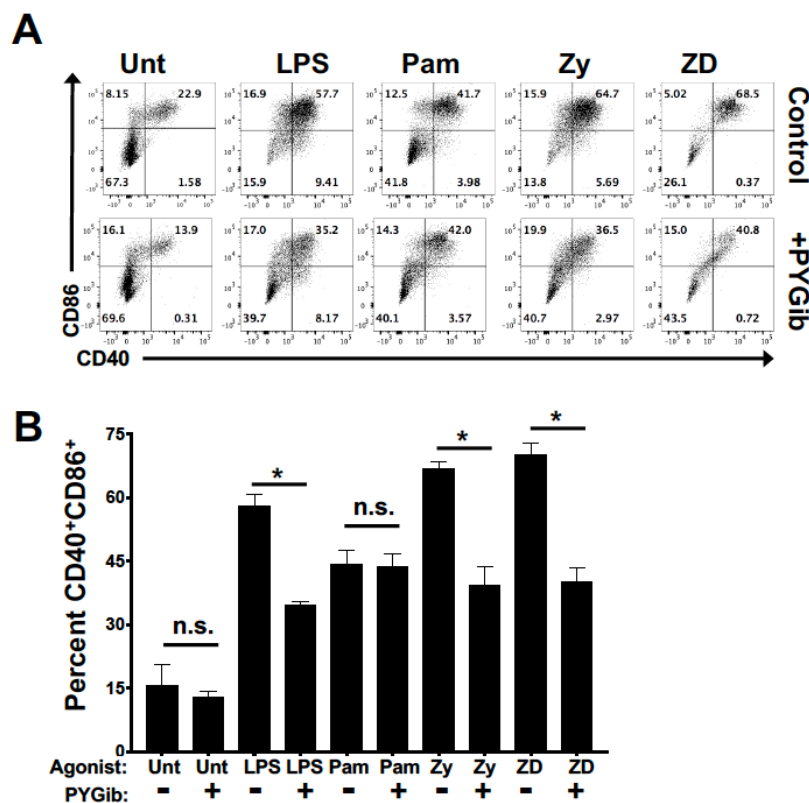 A
Unt LPS Pam Zy ZD
8.15 22.9 16.9 57.7 12.5 41.7 15.9 64.7 5.02 68.5
67.3 1.58 15.9 9.41 41.8 3.98 13.8 5.69 26.1 0.37
Control
16.1 13.9 17.0 35.2 14.3 42.0 19.9 36.5 15.0 40.8
69.6 0.31 39.7 8.17 40.1 3.57 40.7 2.97 43.5 0.72
+PYGib
CD86
CD40
B
Percent CD40⁺CD86⁺
75
60
45
30
15
0
n.s. * n.s. * *
Agonist: Unt Unt LPS LPS Pam Pam Zy Zy ZD ZD
PYGib: - + - + - + - + - +